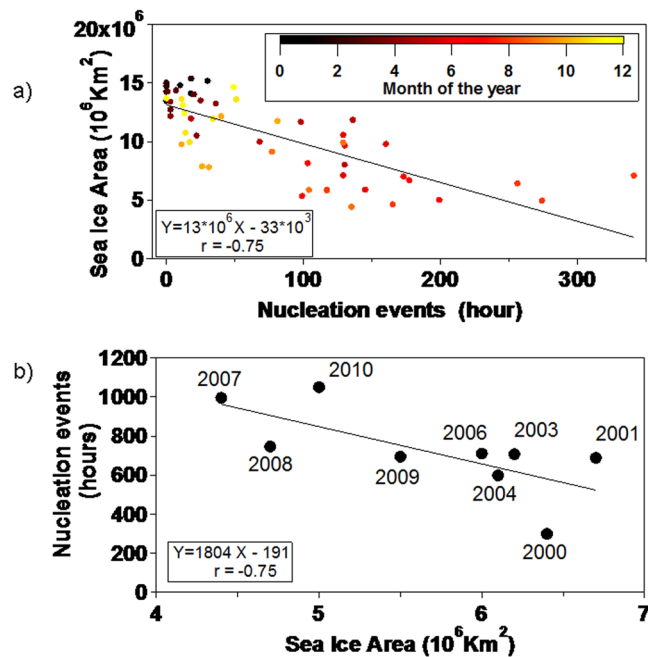 a)
20x10⁶
15
10
5
0
Sea Ice Area (10⁶Km²)
0 2 4 6 8 10 12
Month of the year
Y=13*10⁶ X - 33*10³
r = -0.75
0 100 200 300
Nucleation events (hour)
b)
1200
1000
800
600
400
200
0
Nucleation events
(hours)
2007
2010
2008
2009
2006
2003
2001
2004
2000
Y=1804 X - 191
r = -0.75
4 5 6 7
Sea Ice Area (10⁶Km²)